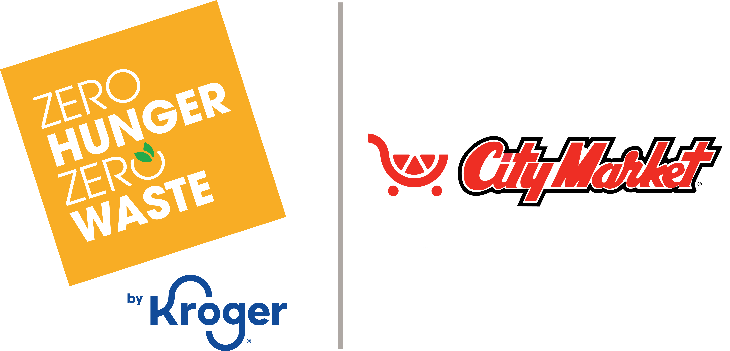 ZERO
HUNGER
ZERO
WASTE
by Kroger
City Market